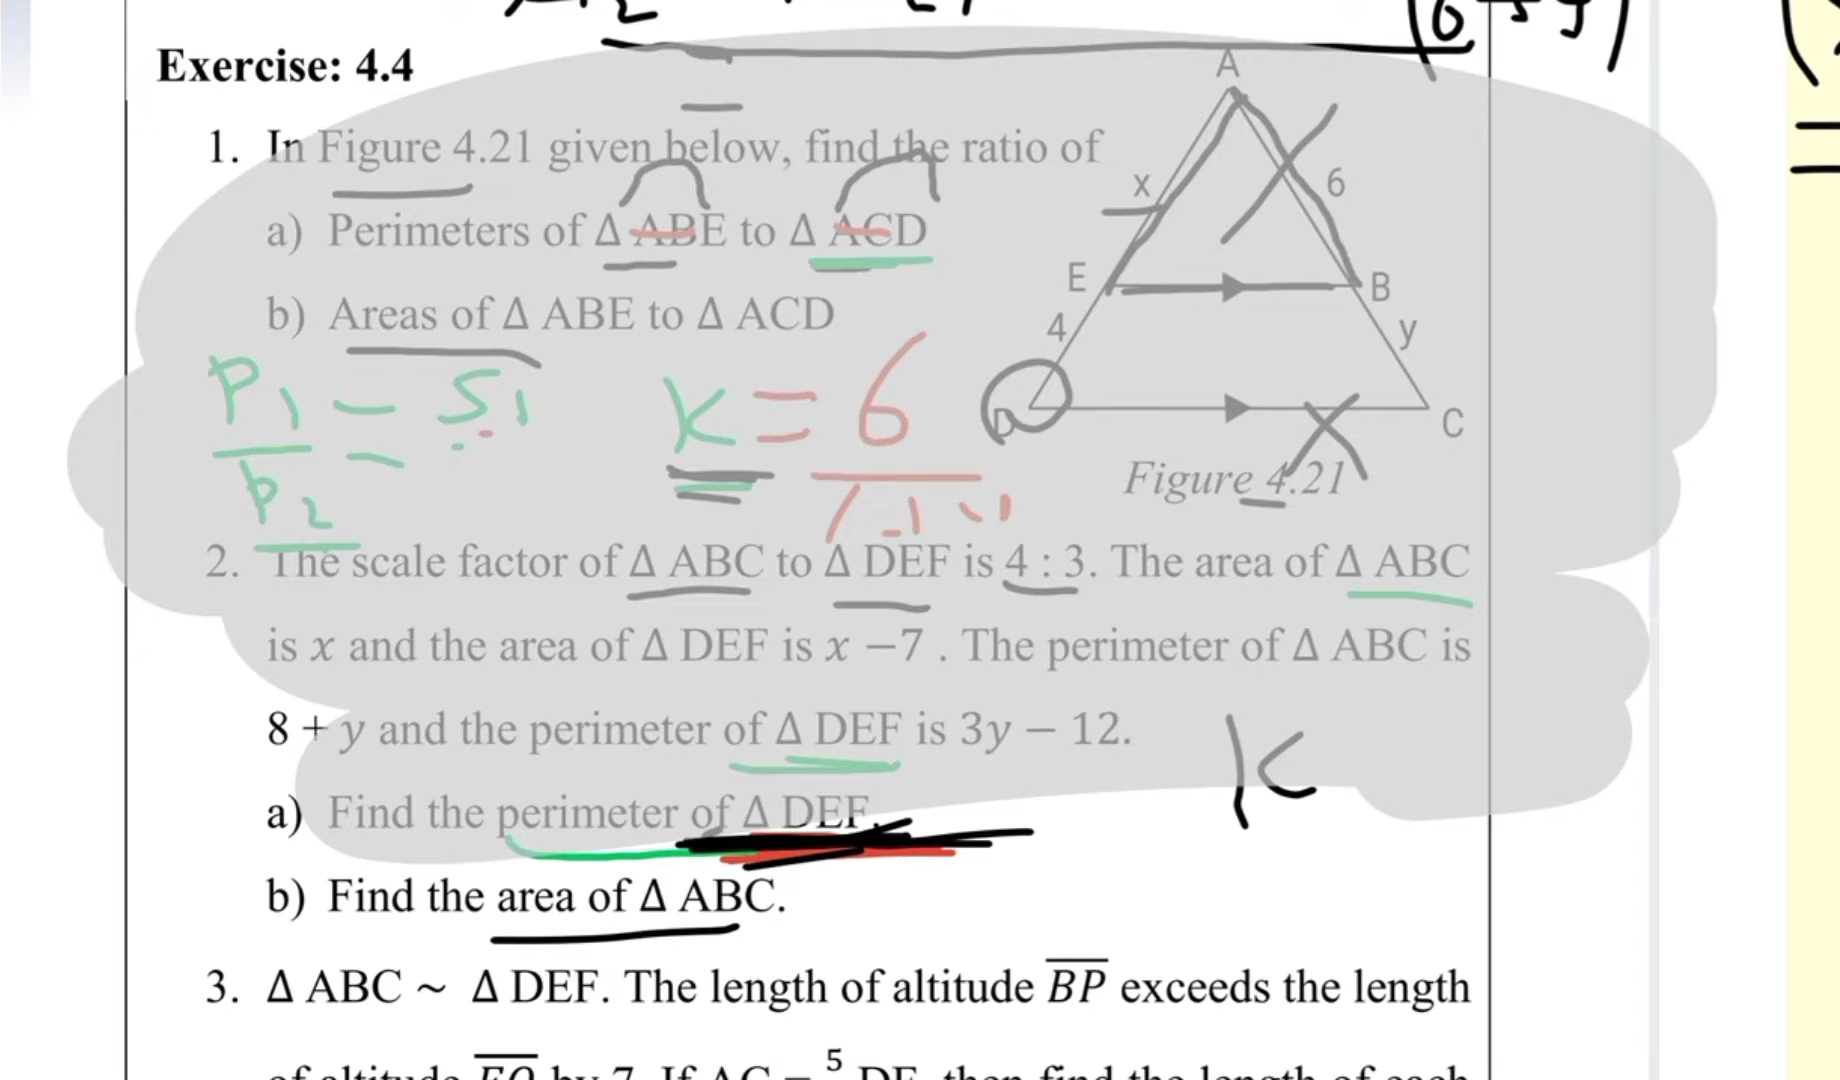 Exercise: 4.4
1. In Figure 4.21 given below, find the ratio of
a) Perimeters of Δ ABE to Δ ACD
b) Areas of Δ ABE to Δ ACD
A
x
6
E
B
4
y
D
C
Figure 4.21
P1 = S1
P2
K = 6
2. The scale factor of Δ ABC to Δ DEF is 4 : 3. The area of Δ ABC
is x and the area of Δ DEF is x −7 . The perimeter of Δ ABC is
8 + y and the perimeter of Δ DEF is 3y − 12.
K
a) Find the perimeter of Δ DEF.
b) Find the area of Δ ABC.
3. Δ ABC ~ Δ DEF. The length of altitude BP exceeds the length